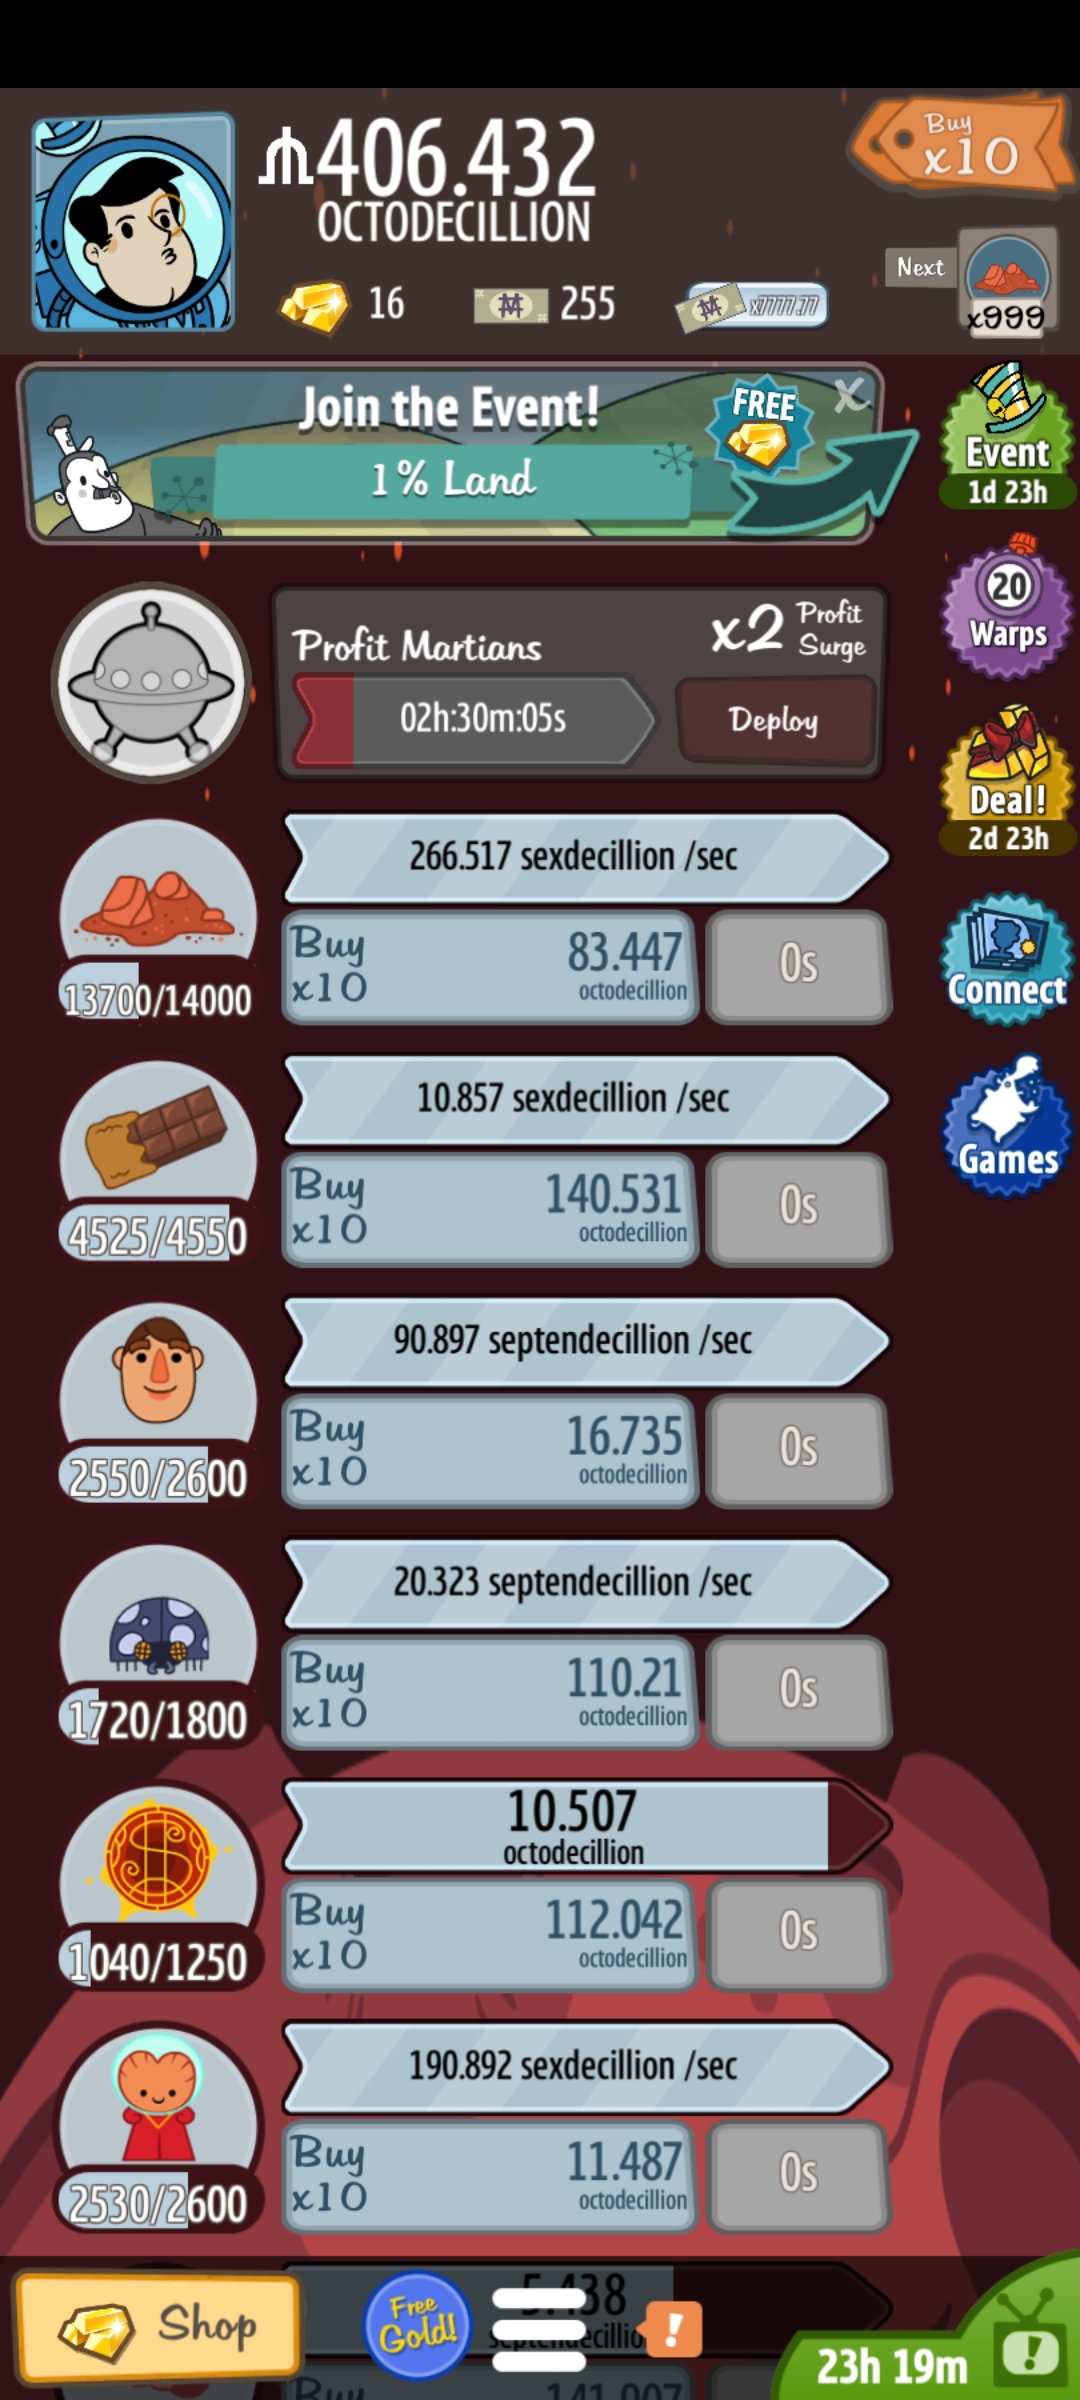 406.432
OCTODECILLION
Buy
x10
16
255
x7777.77
Next
x999
Join the Event!
FREE
X
1% Land
Event
1d 23h
20
Warps
Profit Martians
x2 Profit Surge
02h:30m:05s
Deploy
Deal!
2d 23h
266.517 sexdecillion /sec
Buy x10
83.447
octodecillion
0s
13700/14000
Connect
10.857 sexdecillion /sec
Buy x10
140.531
octodecillion
0s
4525/4550
Games
90.897 septendecillion /sec
Buy x10
16.735
octodecillion
0s
2550/2600
20.323 septendecillion /sec
Buy x10
110.21
octodecillion
0s
1720/1800
10.507
octodecillion
Buy x10
112.042
octodecillion
0s
1040/1250
190.892 sexdecillion /sec
Buy x10
11.487
octodecillion
0s
2530/2600
Shop
Free
Gold!
!
23h 19m
!